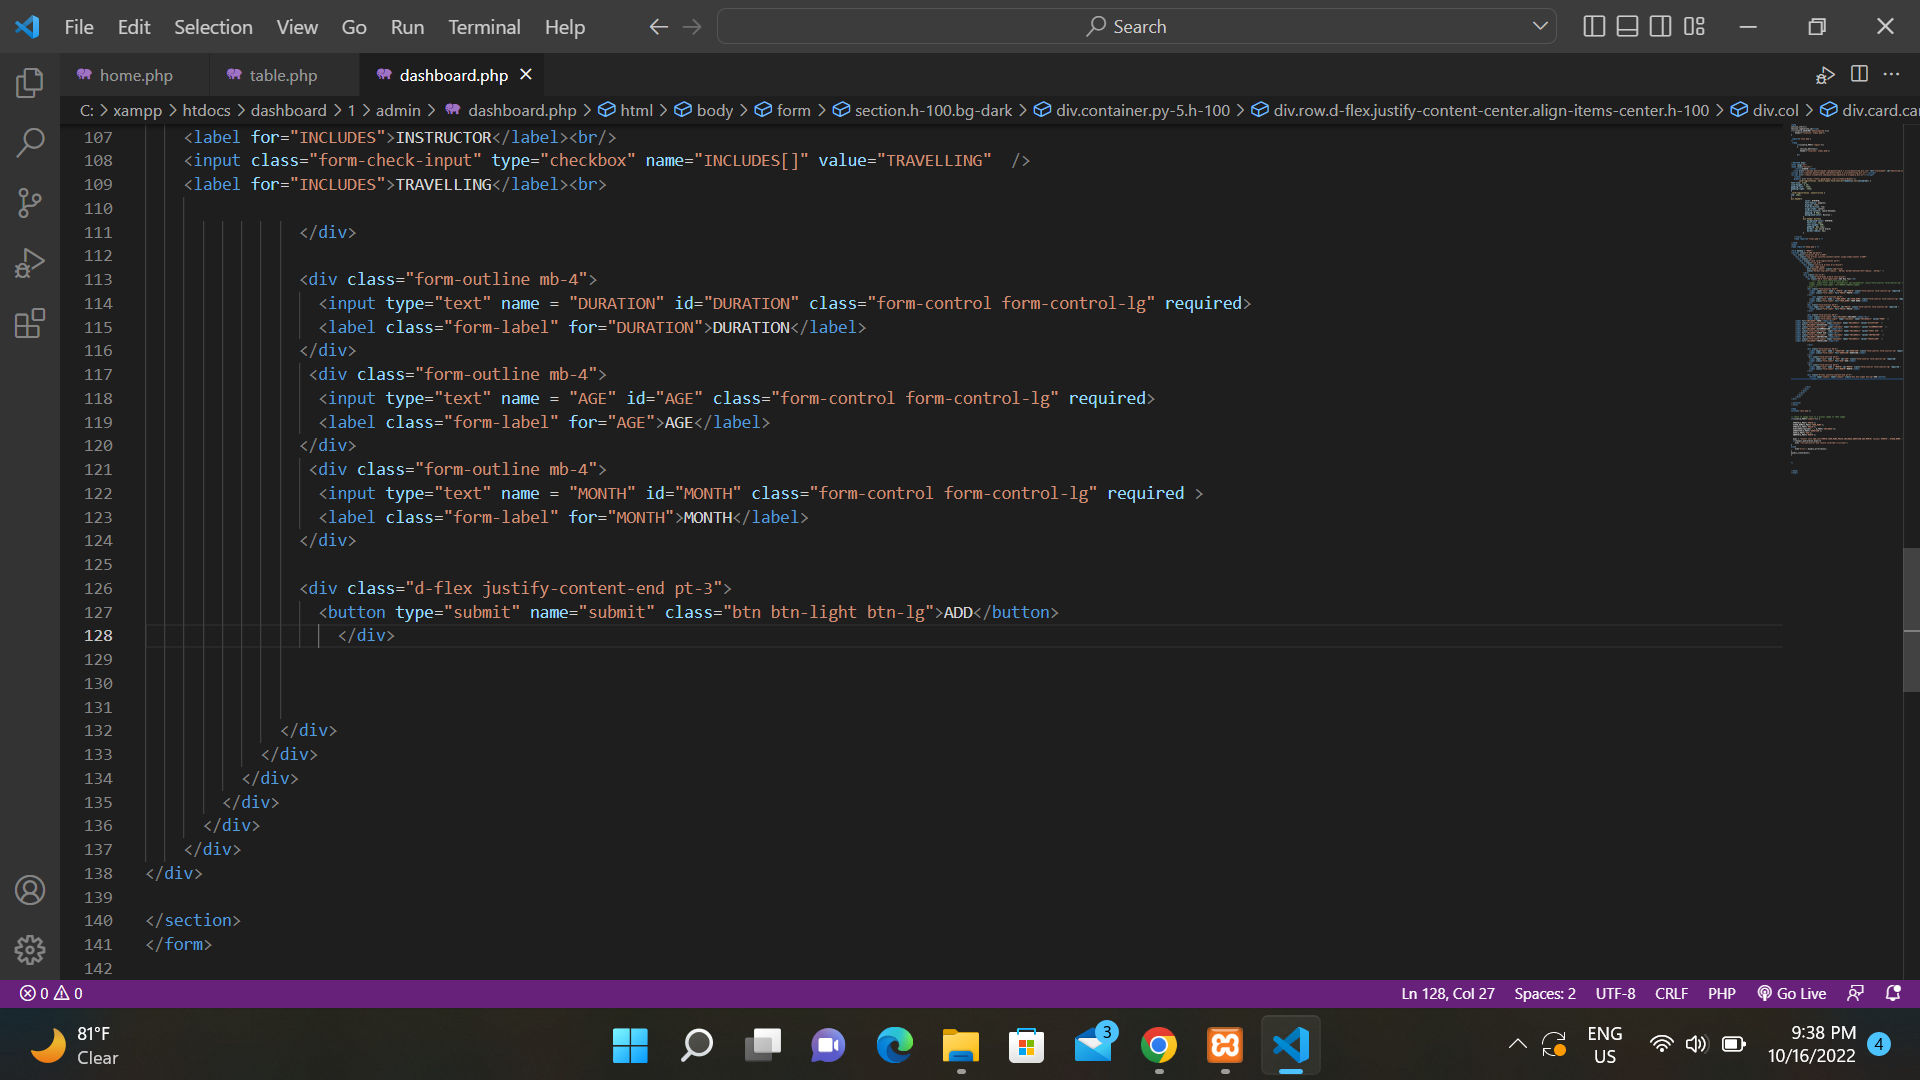 File Edit Selection View Go Run Terminal Help Search
home.php table.php dashboard.php
C: > xampp > htdocs > dashboard > 1 > admin > dashboard.php > html > body > form > section.h-100.bg-dark > div.container.py-5.h-100 > div.row.d-flex.justify-content-center.align-items-center.h-100 > div.col > div.card.car
107 <label for="INCLUDES">INSTRUCTOR</label><br/>
108 <input class="form-check-input" type="checkbox" name="INCLUDES[]" value="TRAVELLING"  />
109 <label for="INCLUDES">TRAVELLING</label><br>
110
111 </div>
112
113 <div class="form-outline mb-4">
114 <input type="text" name = "DURATION" id="DURATION" class="form-control form-control-lg" required>
115 <label class="form-label" for="DURATION">DURATION</label>
116 </div>
117 <div class="form-outline mb-4">
118 <input type="text" name = "AGE" id="AGE" class="form-control form-control-lg" required>
119 <label class="form-label" for="AGE">AGE</label>
120 </div>
121 <div class="form-outline mb-4">
122 <input type="text" name = "MONTH" id="MONTH" class="form-control form-control-lg" required >
123 <label class="form-label" for="MONTH">MONTH</label>
124 </div>
125
126 <div class="d-flex justify-content-end pt-3">
127 <button type="submit" name="submit" class="btn btn-light btn-lg">ADD</button>
128 </div>
129
130
131
132 </div>
133 </div>
134 </div>
135 </div>
136 </div>
137 </div>
138 </div>
139
140 </section>
141 </form>
142
0 0 Ln 128, Col 27 Spaces: 2 UTF-8 CRLF PHP Go Live
81°F
Clear
3
ENG
US
9:38 PM
10/16/2022
4